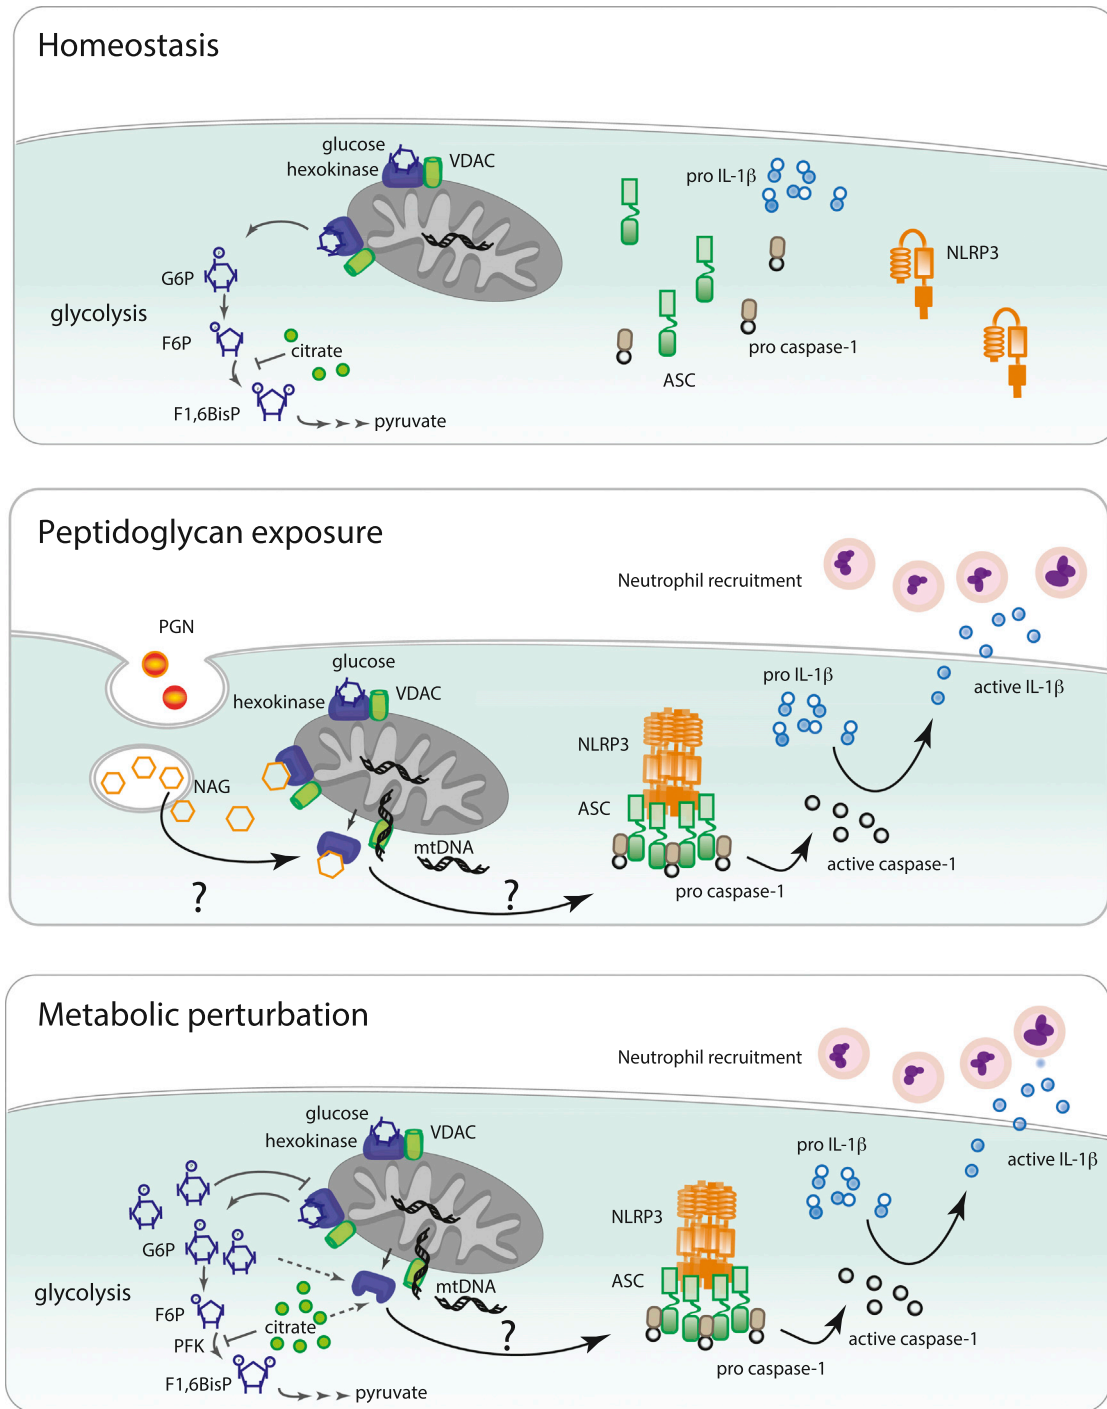 Homeostasis
glucose
hexokinase
VDAC
pro IL-1β
NLRP3
G6P
glycolysis
F6P
citrate
pro caspase-1
ASC
F1,6BisP
pyruvate
Peptidoglycan exposure
Neutrophil recruitment
PGN
glucose
hexokinase
VDAC
pro IL-1β
active IL-1β
NLRP3
NAG
ASC
mtDNA
active caspase-1
pro caspase-1
?
?
Metabolic perturbation
Neutrophil recruitment
glucose
hexokinase
VDAC
pro IL-1β
active IL-1β
NLRP3
G6P
ASC
mtDNA
glycolysis
F6P
citrate
?
PFK
active caspase-1
pro caspase-1
F1,6BisP
pyruvate